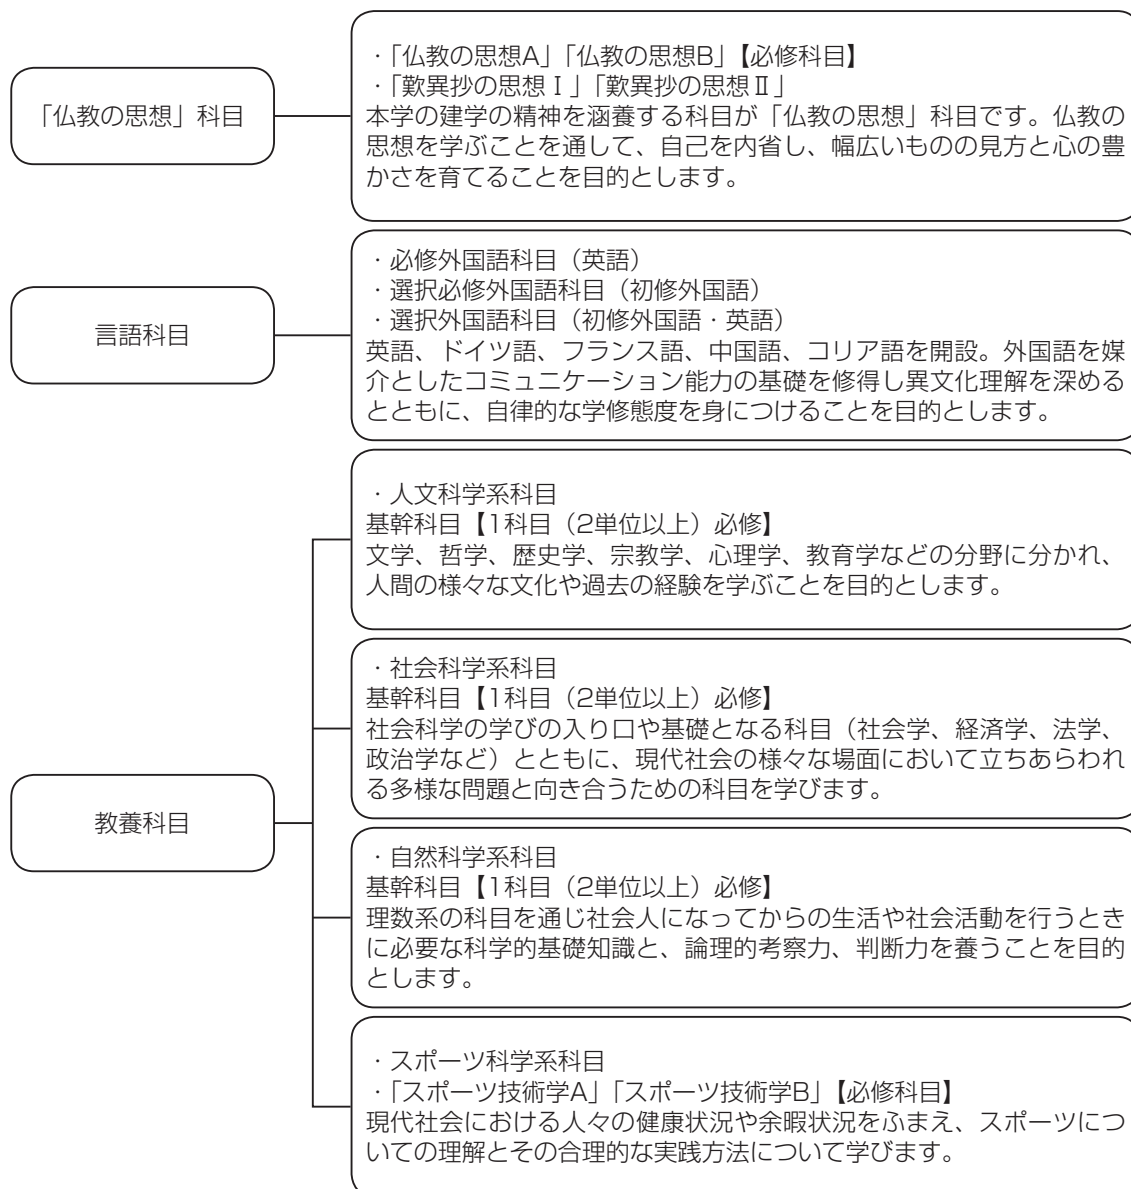 「仏教の思想」科目
・「仏教の思想A」「仏教の思想B」【必修科目】
・「歎異抄の思想Ⅰ」「歎異抄の思想Ⅱ」
本学の建学の精神を涵養する科目が「仏教の思想」科目です。仏教の
思想を学ぶことを通して、自己を内省し、幅広いものの見方と心の豊
かさを育てることを目的とします。
言語科目
・必修外国語科目（英語）
・選択必修外国語科目（初修外国語）
・選択外国語科目（初修外国語・英語）
英語、ドイツ語、フランス語、中国語、コリア語を開設。外国語を媒
介としたコミュニケーション能力の基礎を修得し異文化理解を深める
とともに、自律的な学修態度を身につけることを目的とします。
教養科目
・人文科学系科目
基幹科目【1科目（2単位以上）必修】
文学、哲学、歴史学、宗教学、心理学、教育学などの分野に分かれ、
人間の様々な文化や過去の経験を学ぶことを目的とします。
・社会科学系科目
基幹科目【1科目（2単位以上）必修】
社会科学の学びの入り口や基礎となる科目（社会学、経済学、法学、
政治学など）とともに、現代社会の様々な場面において立ちあらわれ
る多様な問題と向き合うための科目を学びます。
・自然科学系科目
基幹科目【1科目（2単位以上）必修】
理数系の科目を通じ社会人になってからの生活や社会活動を行うとき
に必要な科学的基礎知識と、論理的考察力、判断力を養うことを目的
とします。
・スポーツ科学系科目
・「スポーツ技術学A」「スポーツ技術学B」【必修科目】
現代社会における人々の健康状況や余暇状況をふまえ、スポーツにつ
いての理解とその合理的な実践方法について学びます。